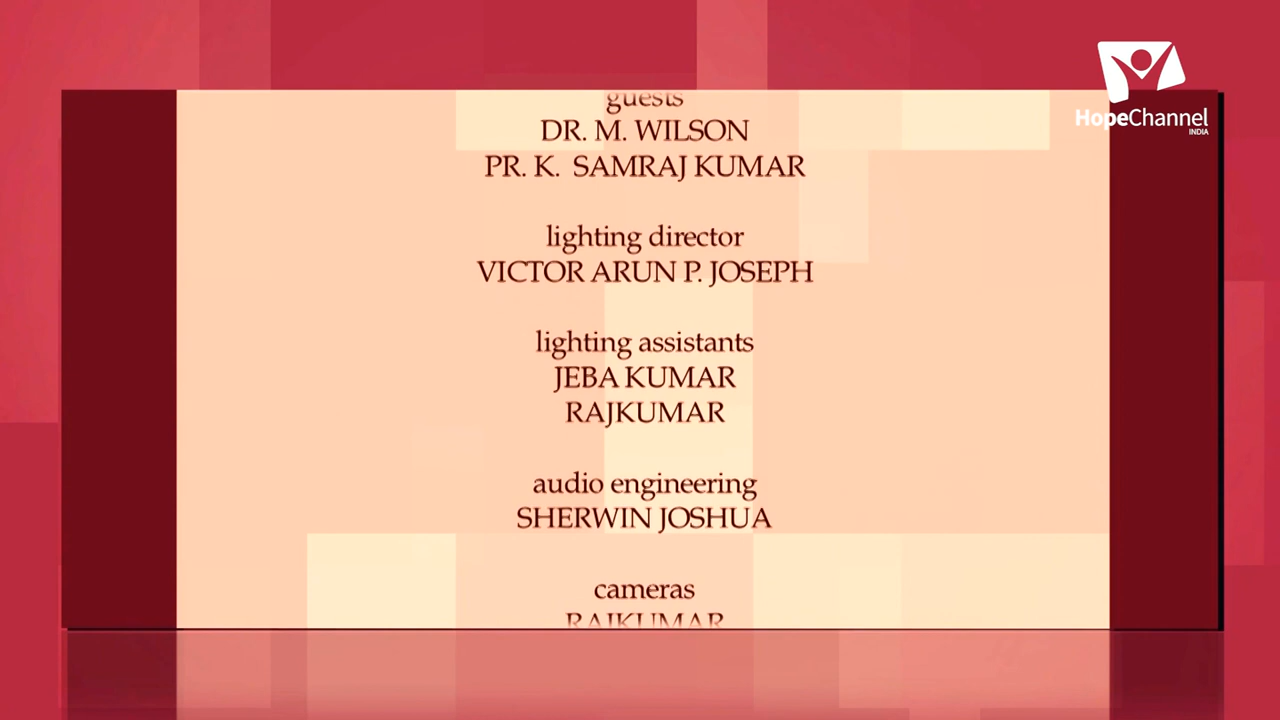 HopeChannel
INDIA
guests
DR. M. WILSON
PR. K. SAMRAJ KUMAR
lighting director
VICTOR ARUN P. JOSEPH
lighting assistants
JEBA KUMAR
RAJKUMAR
audio engineering
SHERWIN JOSHUA
cameras
RAJKUMAR